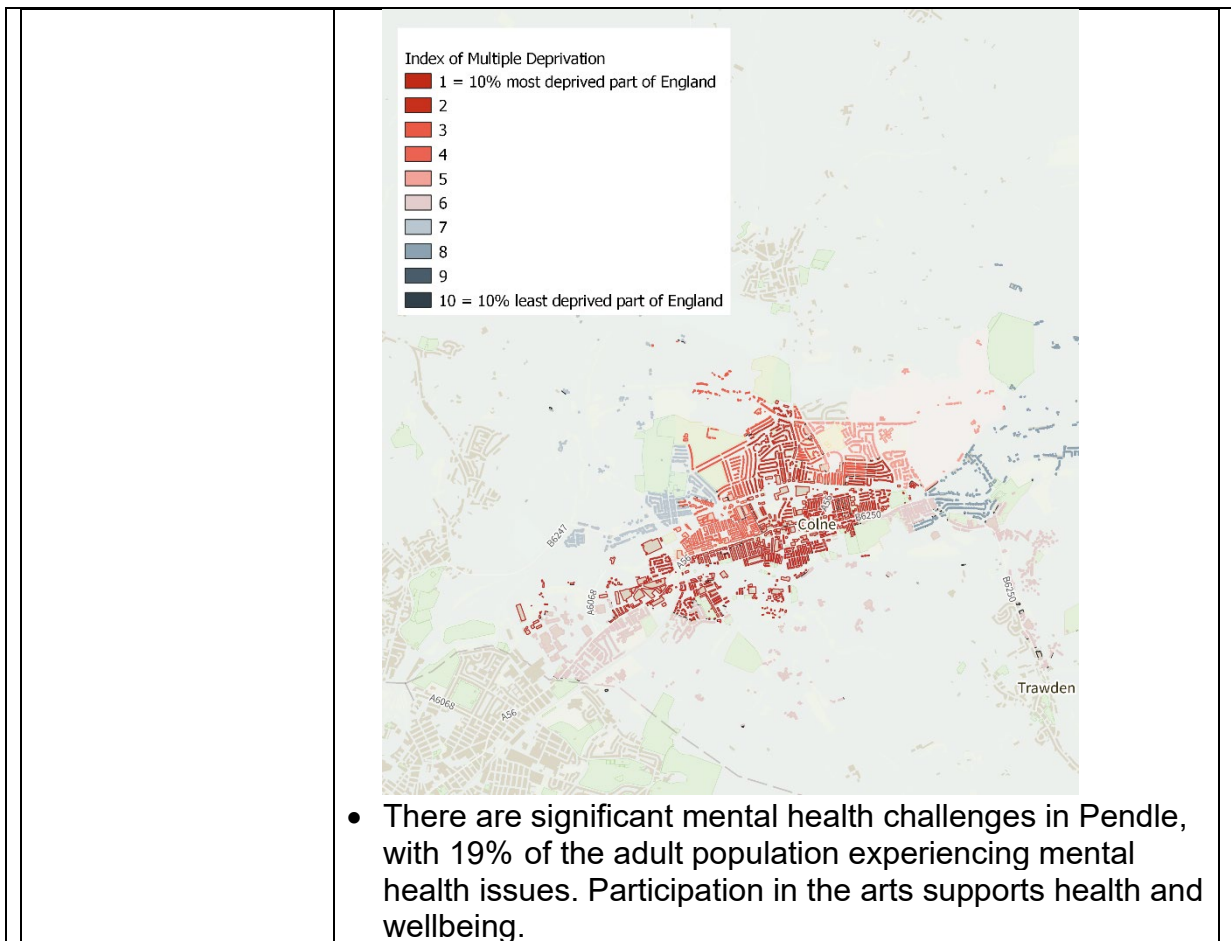 Index of Multiple Deprivation
1 = 10% most deprived part of England
2
3
4
5
6
7
8
9
10 = 10% least deprived part of England
A56
Colne
B6250
B6247
A56
A6068
B6250
Trawden
A6068
A56
• There are significant mental health challenges in Pendle,
with 19% of the adult population experiencing mental
health issues. Participation in the arts supports health and
wellbeing.